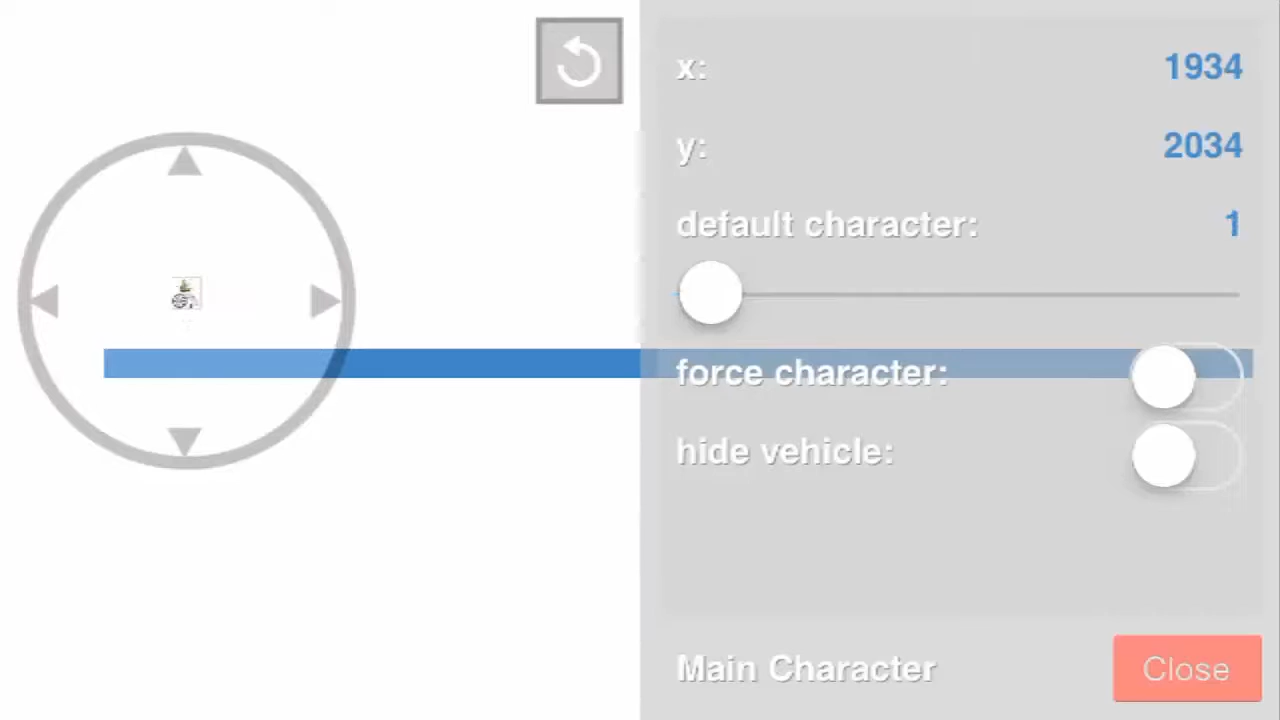 x: 1934
y: 2034
default character: 1
force character:
hide vehicle:
Main Character Close